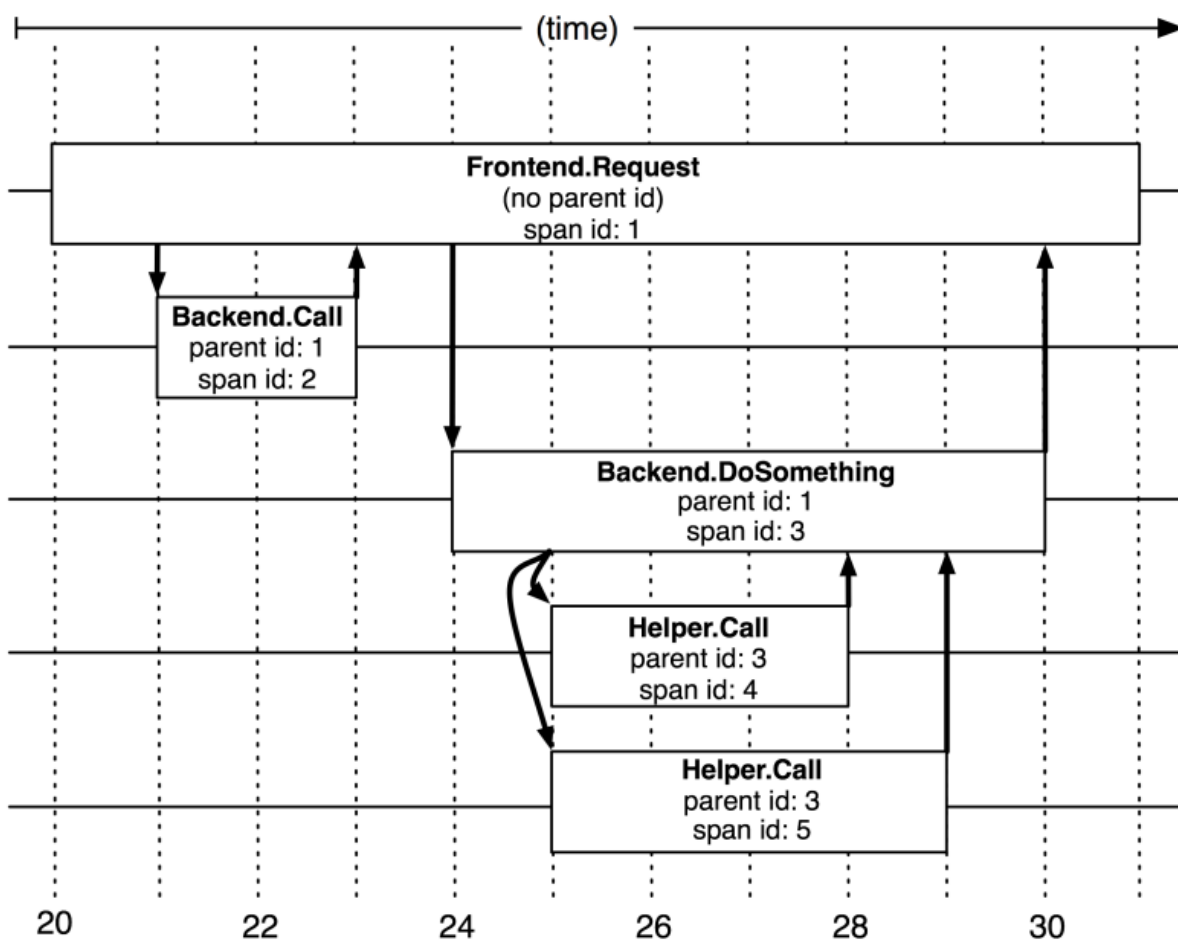 (time)
Frontend.Request
(no parent id)
span id: 1
Backend.Call
parent id: 1
span id: 2
Backend.DoSomething
parent id: 1
span id: 3
Helper.Call
parent id: 3
span id: 4
Helper.Call
parent id: 3
span id: 5
20 22 24 26 28 30